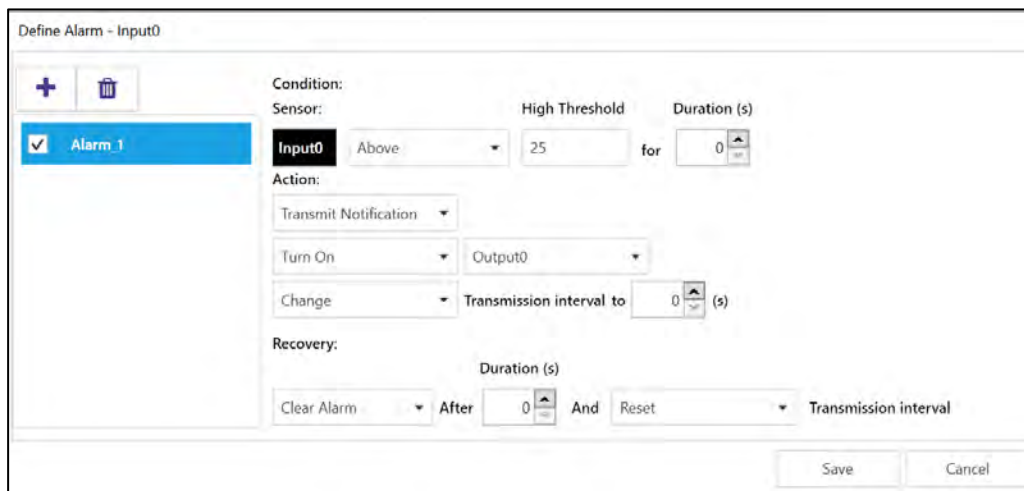 Define Alarm - Input0
Condition:
Sensor: High Threshold Duration (s)
Alarm_1
Input0 Above 25 for 0
Action:
Transmit Notification
Turn On Output0
Change Transmission interval to 0 (s)
Recovery:
Duration (s)
Clear Alarm After 0 And Reset Transmission interval
Save Cancel